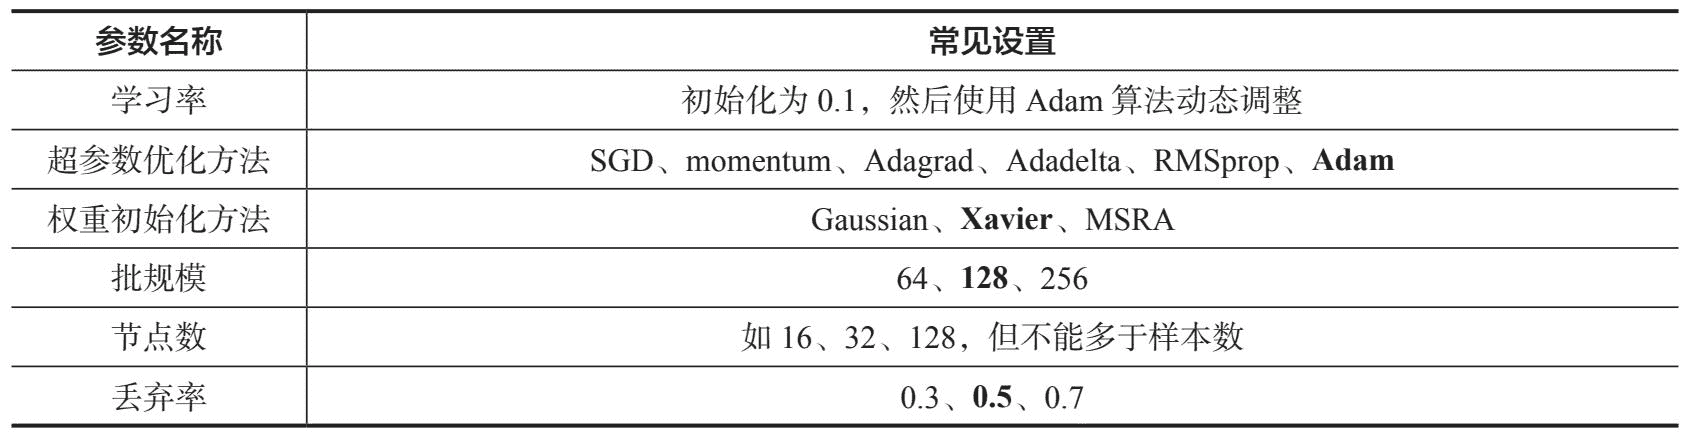 参数名称 常见设置
学习率 初始化为 0.1，然后使用 Adam 算法动态调整
超参数优化方法 SGD、momentum、Adagrad、Adadelta、RMSprop、Adam
权重初始化方法 Gaussian、Xavier、MSRA
批规模 64、128、256
节点数 如 16、32、128，但不能多于样本数
丢弃率 0.3、0.5、0.7